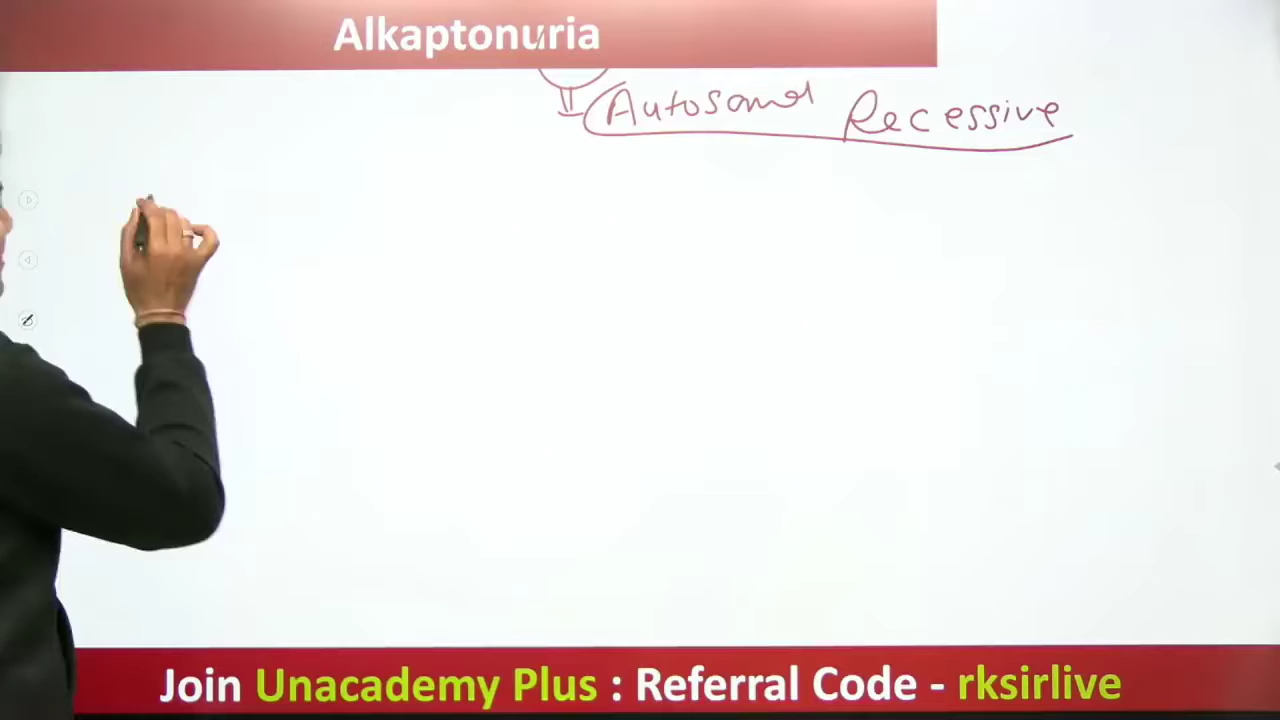 Alkaptonuria
Autosomal Recessive
Join Unacademy Plus : Referral Code - rksirlive